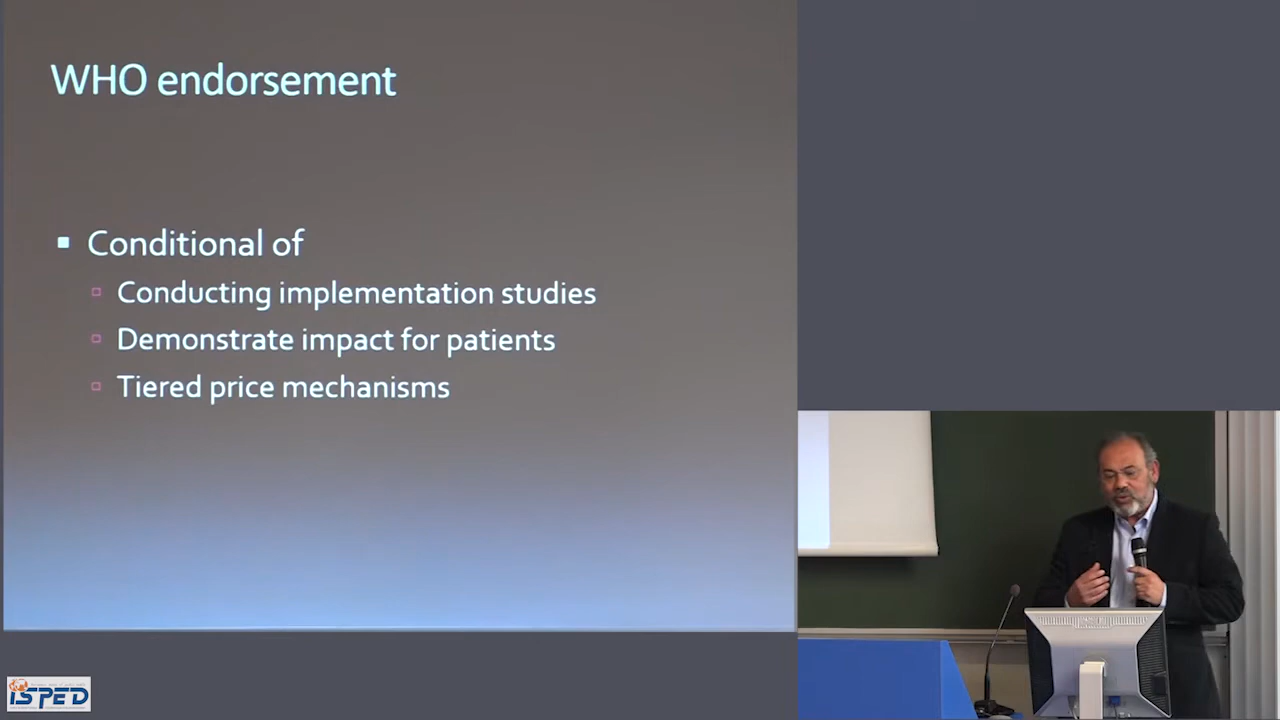 WHO endorsement
Conditional of
Conducting implementation studies
Demonstrate impact for patients
Tiered price mechanisms
ISPED